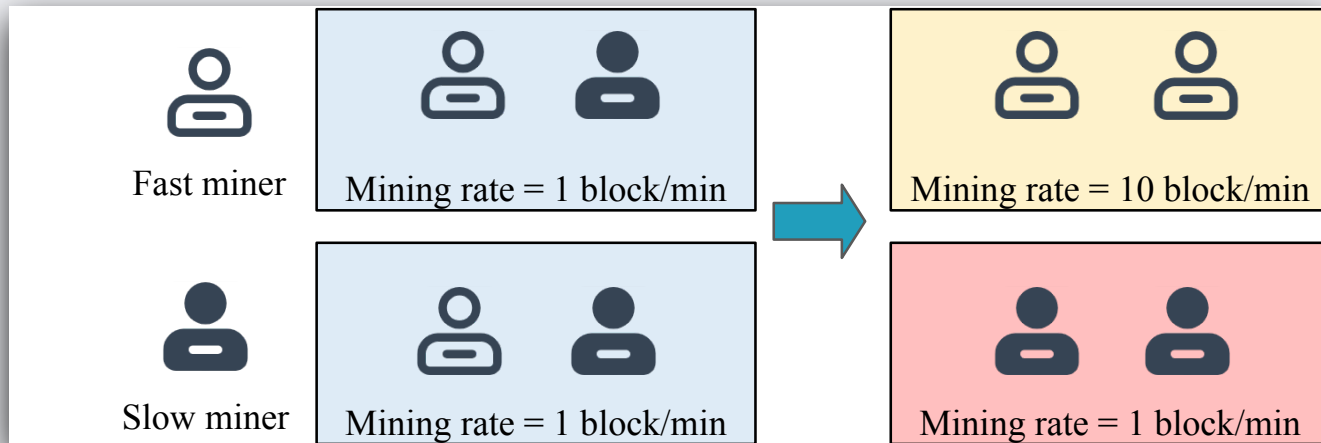 Fast miner
Mining rate = 1 block/min
Mining rate = 10 block/min
Slow miner
Mining rate = 1 block/min
Mining rate = 1 block/min